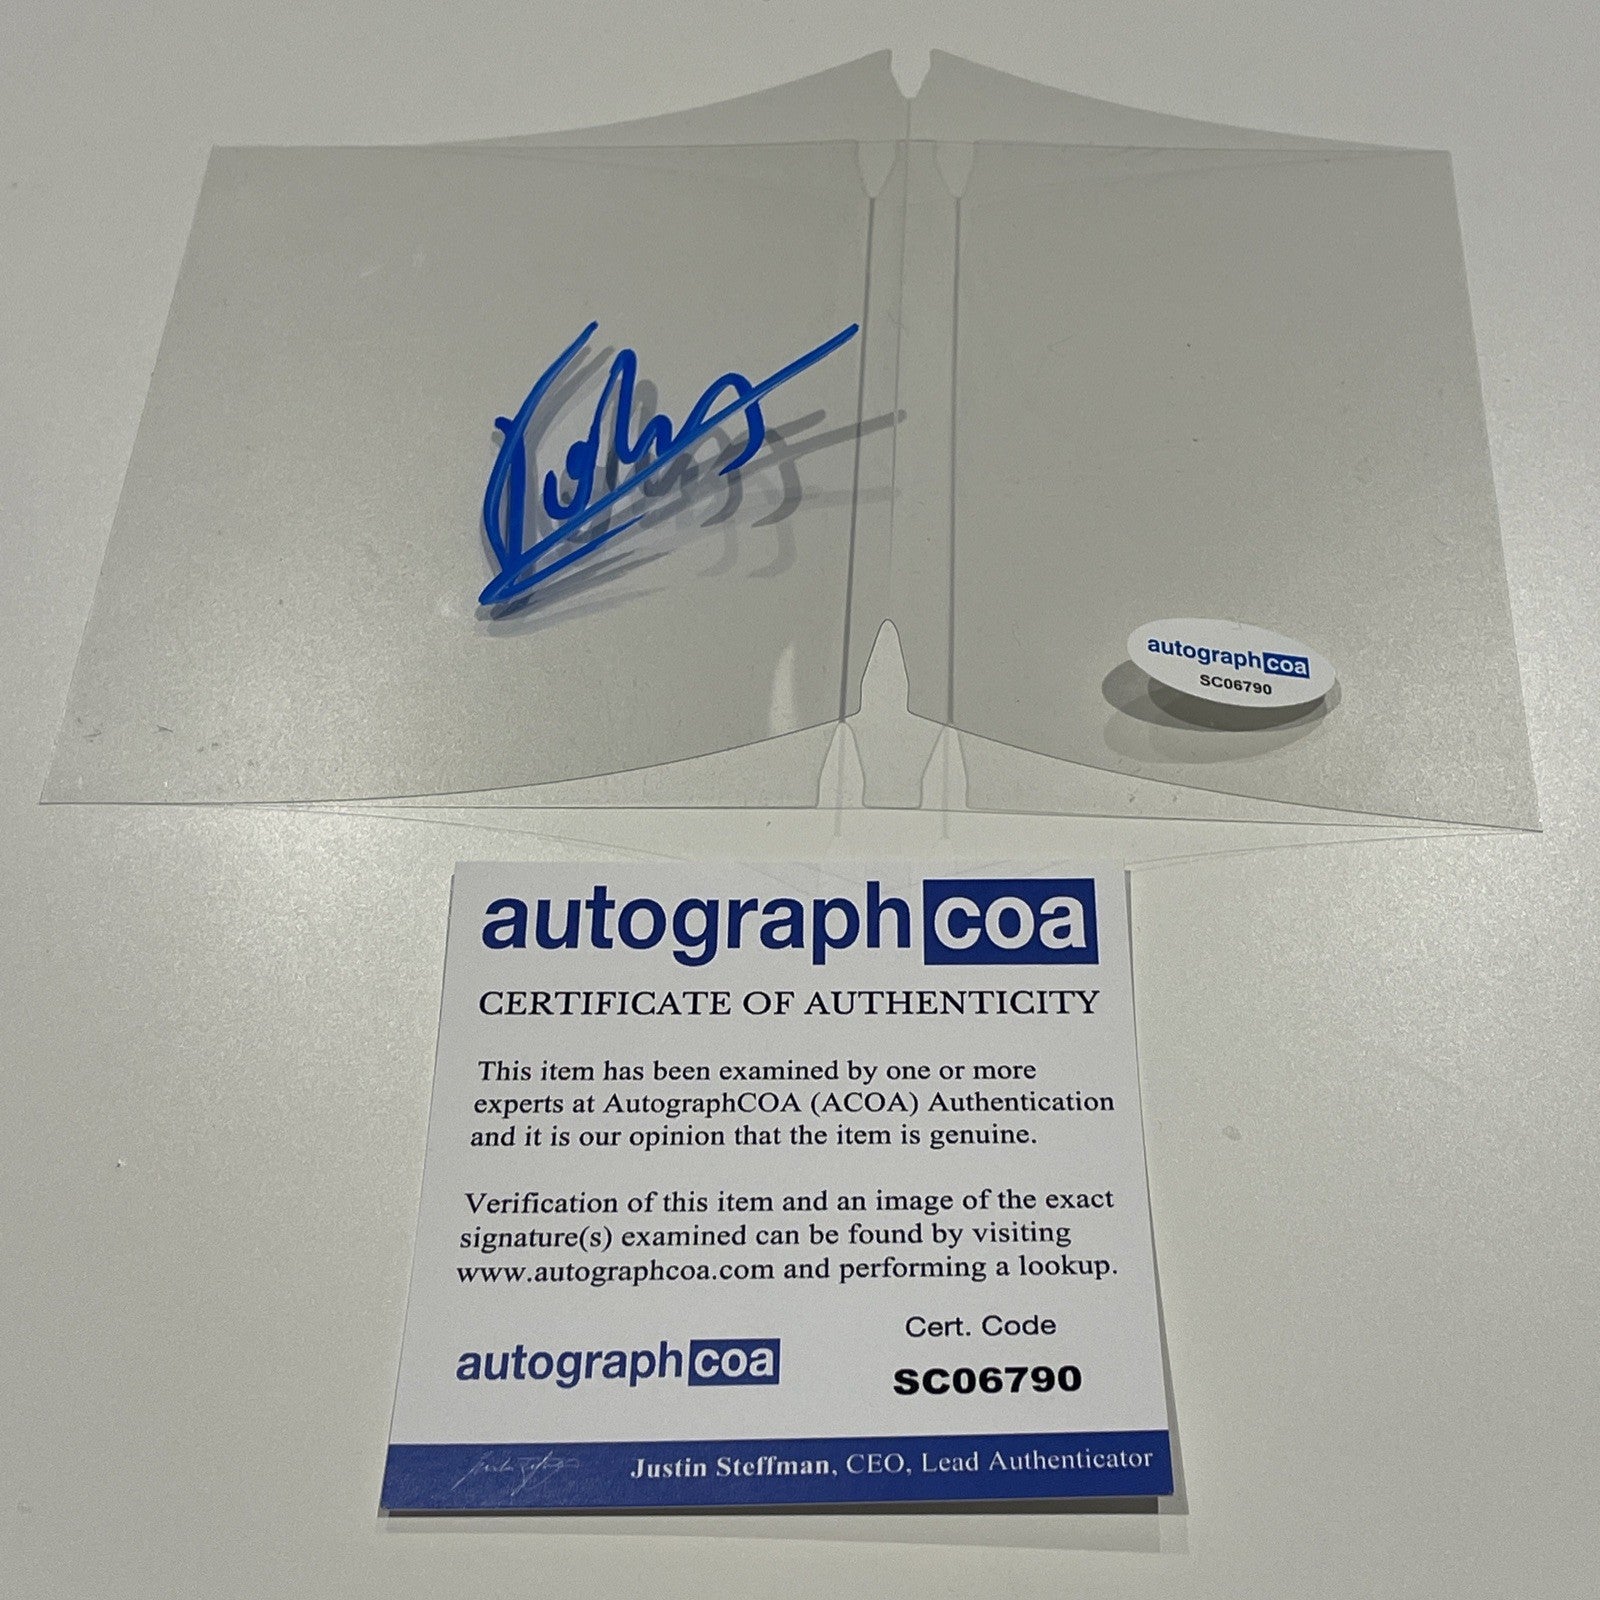 autographcoa
SC06790
autographcoa
CERTIFICATE OF AUTHENTICITY
This item has been examined by one or more
experts at AutographCOA (ACOA) Authentication
and it is our opinion that the item is genuine.
Verification of this item and an image of the exact
signature(s) examined can be found by visiting
www.autographcoa.com and performing a lookup.
Cert. Code
autographcoa
SC06790
Justin Steffman, CEO, Lead Authenticator